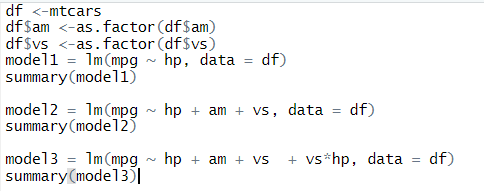 df <-mtcars
df$am <-as.factor(df$am)
df$vs <-as.factor(df$vs)
model1 = lm(mpg ~ hp, data = df)
summary(model1)
model2 = lm(mpg ~ hp + am + vs, data = df)
summary(model2)
model3 = lm(mpg ~ hp + am + vs  + vs*hp, data = df)
summary(model3)